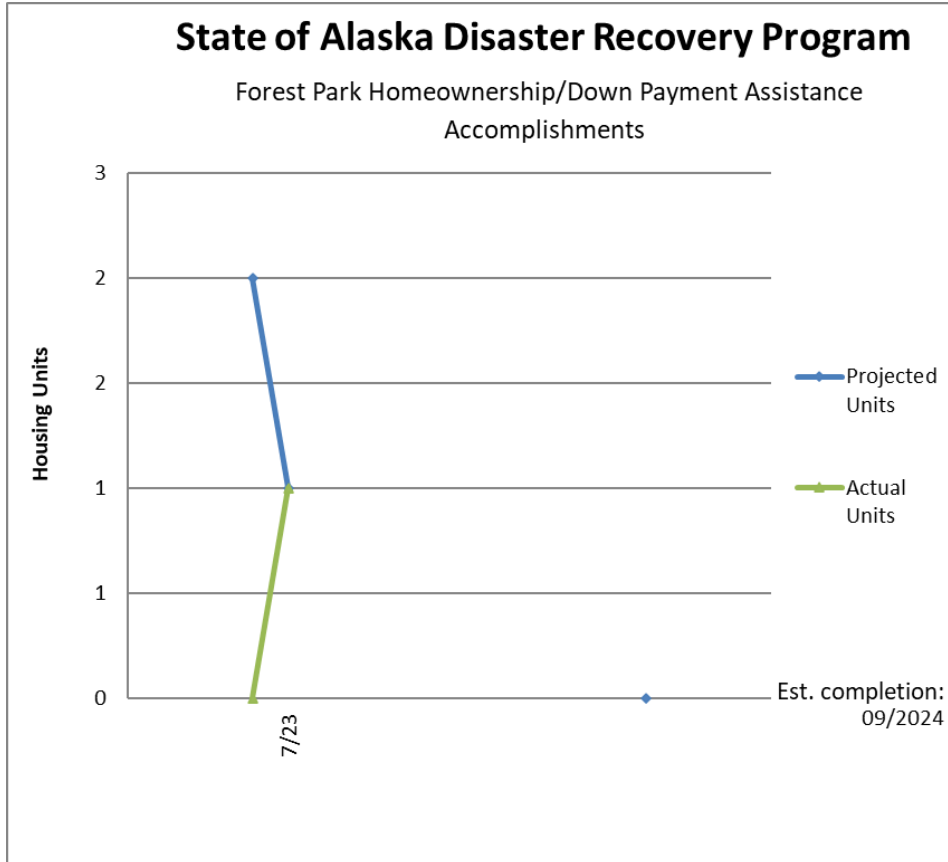 State of Alaska Disaster Recovery Program
Forest Park Homeownership/Down Payment Assistance
Accomplishments
3
2
2
1
1
0
Housing Units
7/23
Projected
Units
Actual
Units
Est. completion:
09/2024